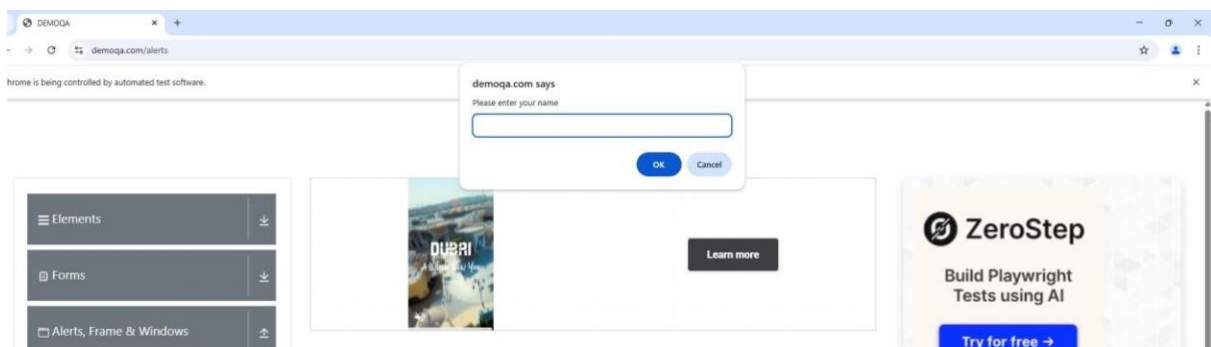 DEMOQA
demoqa.com/alerts
hrome is being controlled by automated test software.
demoqa.com says
Please enter your name
OK
Cancel
Elements
Forms
Alerts, Frame & Windows
DUBAI
Learn more
ZeroStep
Build Playwright
Tests using AI
Try for free →